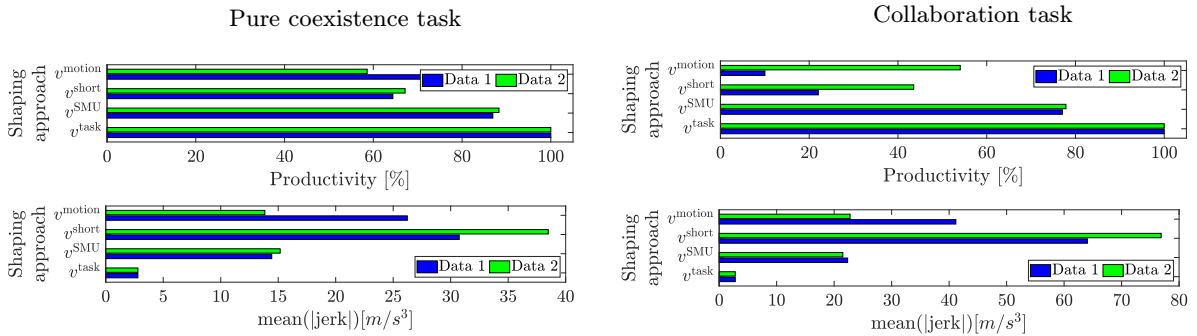 Pure coexistence task
Shaping
approach
v^motion
v^short
v^SMU
v^task
Data 1 Data 2
0 20 40 60 80 100
Productivity [%]
Shaping
approach
v^motion
v^short
v^SMU
v^task
Data 1 Data 2
0 5 10 15 20 25 30 35 40
mean(|jerk|)[m/s³]
Collaboration task
Shaping
approach
v^motion
v^short
v^SMU
v^task
Data 1 Data 2
0 20 40 60 80 100
Productivity [%]
Shaping
approach
v^motion
v^short
v^SMU
v^task
Data 1 Data 2
0 10 20 30 40 50 60 70 80
mean(|jerk|)[m/s³]